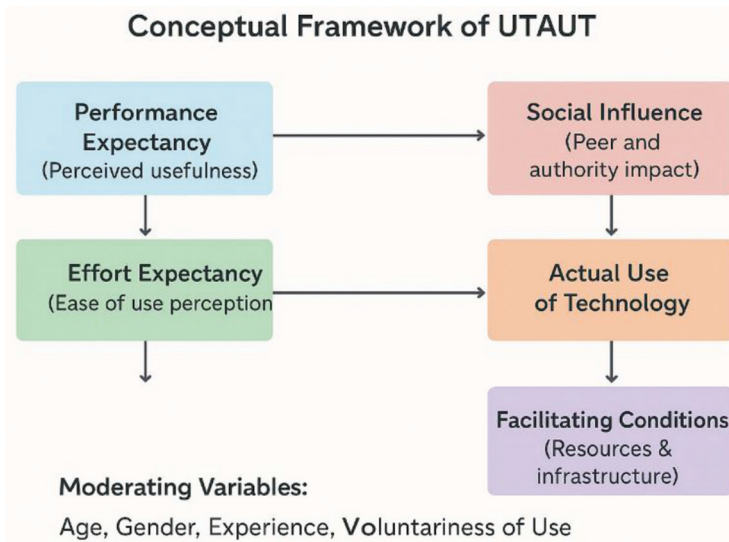 Conceptual Framework of UTAUT
Performance
Expectancy
(Perceived usefulness)
Social Influence
(Peer and
authority impact)
Effort Expectancy
(Ease of use perception
Actual Use
of Technology
Facilitating Conditions
(Resources &
infrastructure)
Moderating Variables:
Age, Gender, Experience, Voluntariness of Use